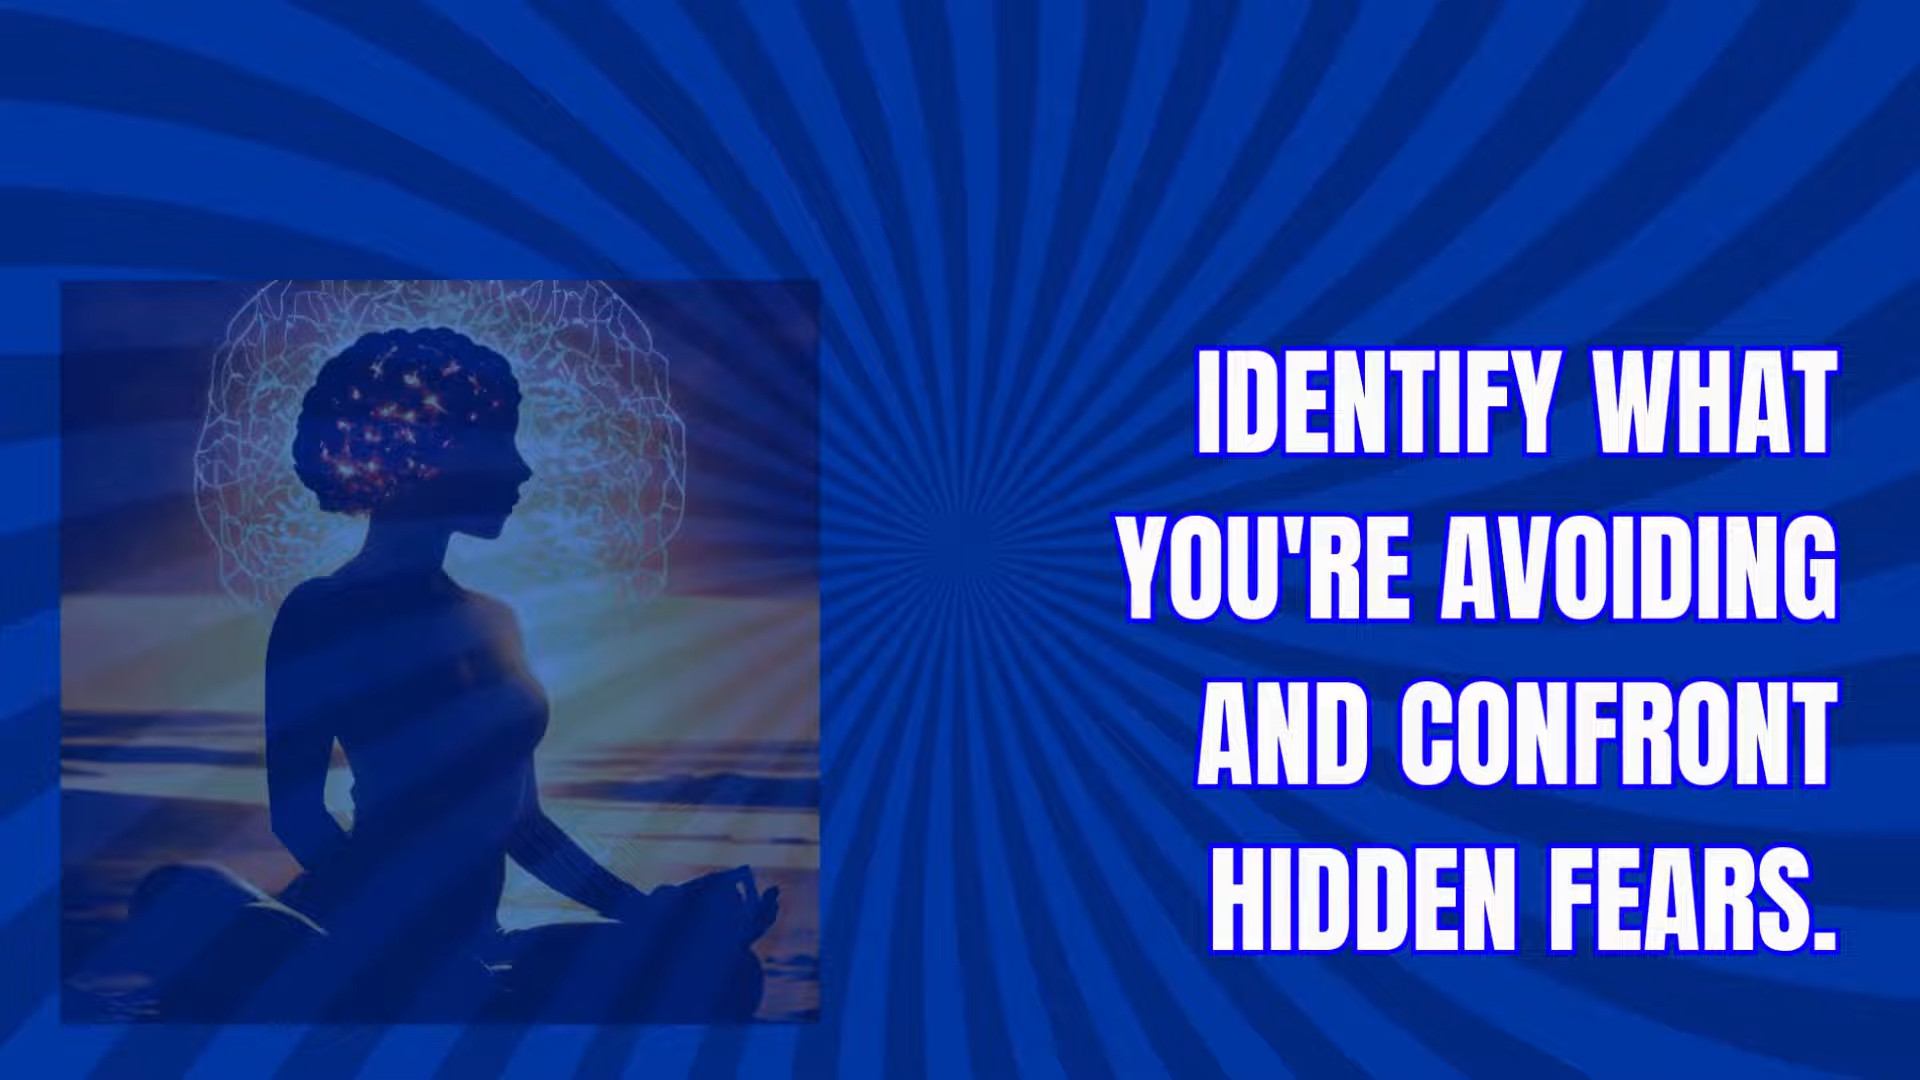 IDENTIFY WHAT
YOU'RE AVOIDING
AND CONFRONT
HIDDEN FEARS.